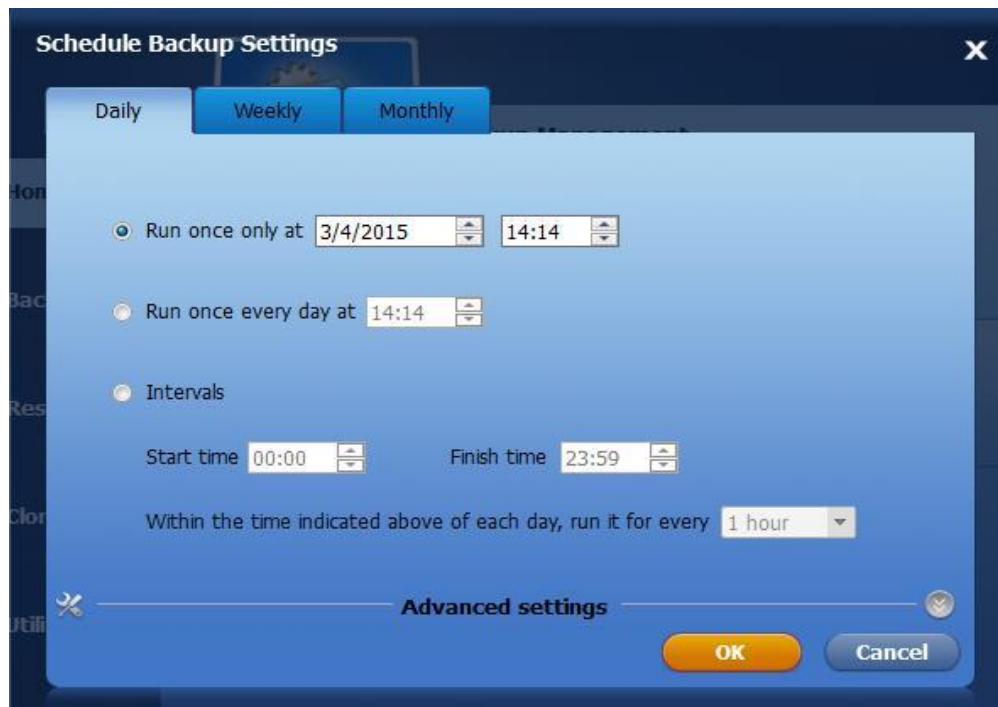 Schedule Backup Settings
X
Daily Weekly Monthly
Run once only at 3/4/2015 14:14
Run once every day at 14:14
Intervals
Start time 00:00 Finish time 23:59
Within the time indicated above of each day, run it for every 1 hour
Advanced settings
OK Cancel